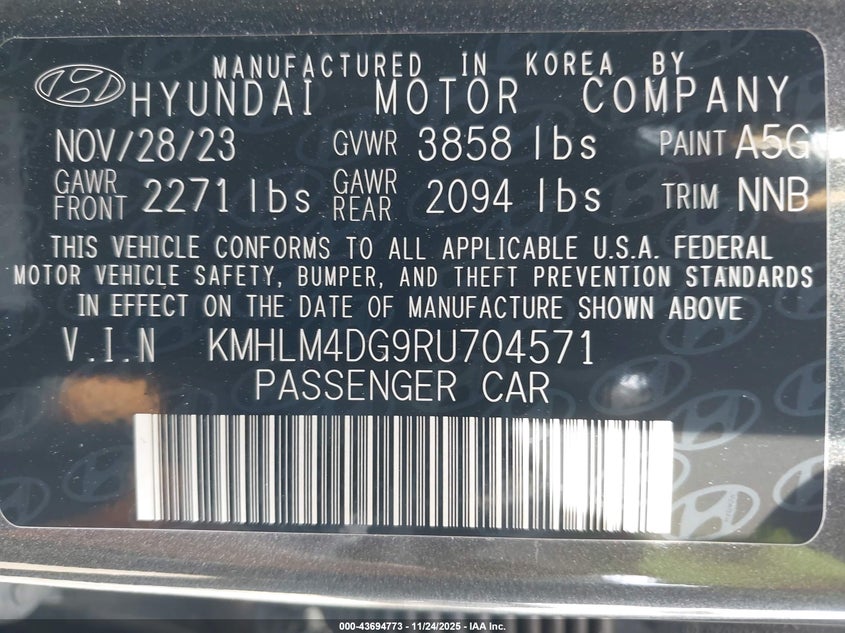 MANUFACTURED IN KOREA BY
HYUNDAI MOTOR COMPANY
NOV/28/23 GVWR 3858 lbs PAINT A5G
GAWR FRONT 2271 lbs GAWR REAR 2094 lbs TRIM NNB
THIS VEHICLE CONFORMS TO ALL APPLICABLE U.S.A. FEDERAL
MOTOR VEHICLE SAFETY, BUMPER, AND THEFT PREVENTION STANDARDS
IN EFFECT ON THE DATE OF MANUFACTURE SHOWN ABOVE
V.I.N KMHLM4DG9RU704571
PASSENGER CAR
000-43694773 - 11/24/2025 - IAA Inc.